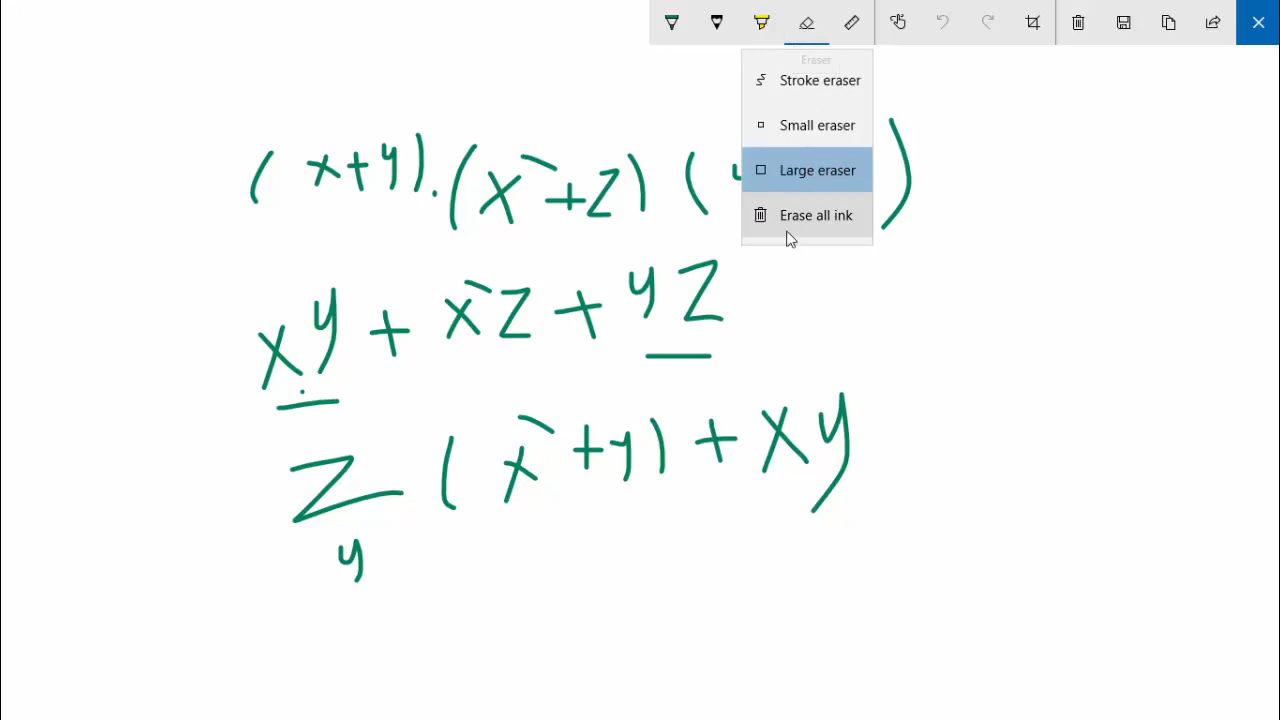 Eraser
Stroke eraser
Small eraser
Large eraser
Erase all ink
(x+y).(x̄+z)( )
xy+x̄z+yz
z(x̄+y)+xy
y